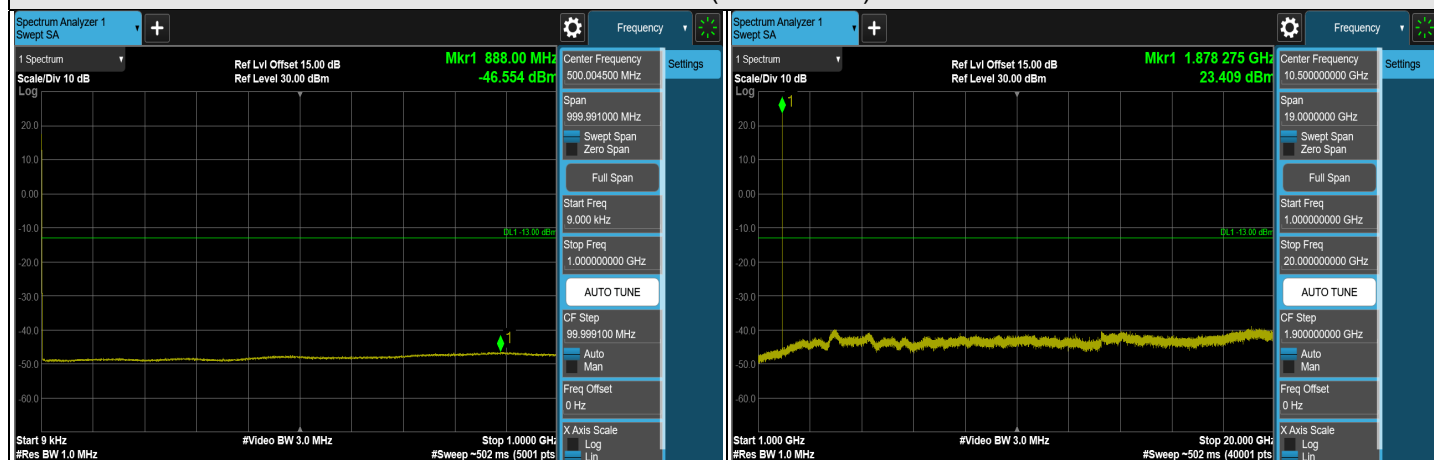 Spectrum Analyzer 1
Swept SA
+
Frequency
1 Spectrum
Scale/Div 10 dB
Log
Ref Lvl Offset 15.00 dB
Ref Level 30.00 dBm
Mkr1 888.00 MHz
-46.554 dBm
1
20.0
10.0
0.00
-10.0
-20.0
-30.0
-40.0
-50.0
-60.0
DL1 -13.00 dBm
Start 9 kHz
#Res BW 1.0 MHz
#Video BW 3.0 MHz
Stop 1.0000 GHz
#Sweep ~502 ms (5001 pts
Center Frequency
500.004500 MHz
Span
999.991000 MHz
Swept Span
Zero Span
Full Span
Start Freq
9.000 kHz
Stop Freq
1.000000000 GHz
AUTO TUNE
CF Step
99.999100 MHz
Auto
Man
Freq Offset
0 Hz
X Axis Scale
Log
Lin
Settings
Spectrum Analyzer 1
Swept SA
+
Frequency
1 Spectrum
Scale/Div 10 dB
Log
Ref Lvl Offset 15.00 dB
Ref Level 30.00 dBm
Mkr1 1.878 275 GHz
23.409 dBm
1
20.0
10.0
0.00
-10.0
-20.0
-30.0
-40.0
-50.0
-60.0
DL1 -13.00 dBm
Start 1.000 GHz
#Res BW 1.0 MHz
#Video BW 3.0 MHz
Stop 20.000 GHz
#Sweep ~502 ms (40001 pts
Center Frequency
10.500000000 GHz
Span
19.0000000 GHz
Swept Span
Zero Span
Full Span
Start Freq
1.000000000 GHz
Stop Freq
20.000000000 GHz
AUTO TUNE
CF Step
1.900000000 GHz
Auto
Man
Freq Offset
0 Hz
X Axis Scale
Log
Lin
Settings